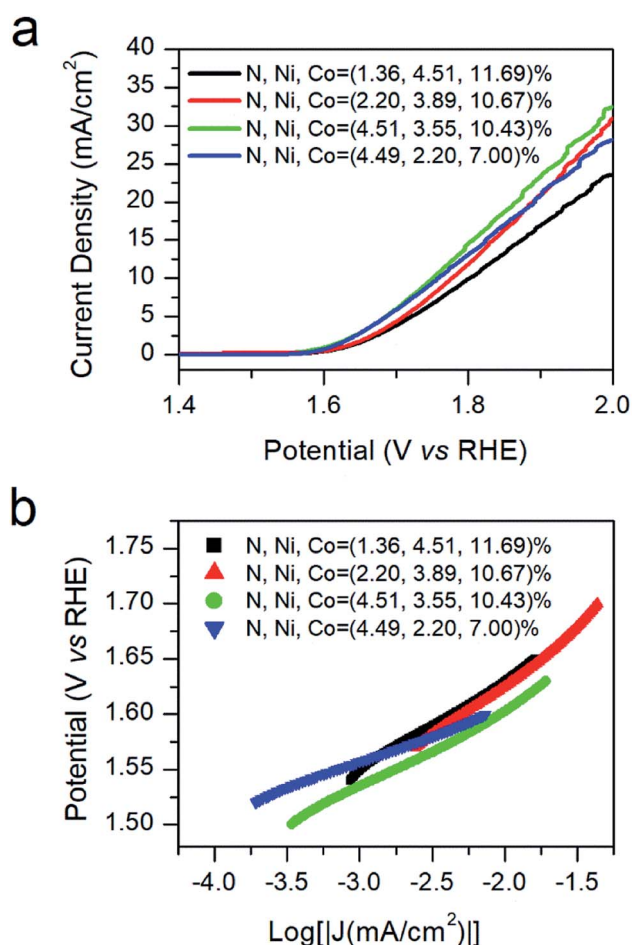 a
40
35
30
25
20
15
10
5
0
Current Density (mA/cm²)
N, Ni, Co=(1.36, 4.51, 11.69)%
N, Ni, Co=(2.20, 3.89, 10.67)%
N, Ni, Co=(4.51, 3.55, 10.43)%
N, Ni, Co=(4.49, 2.20, 7.00)%
1.4 1.6 1.8 2.0
Potential (V vs RHE)
b
1.75
1.70
1.65
1.60
1.55
1.50
Potential (V vs RHE)
N, Ni, Co=(1.36, 4.51, 11.69)%
N, Ni, Co=(2.20, 3.89, 10.67)%
N, Ni, Co=(4.51, 3.55, 10.43)%
N, Ni, Co=(4.49, 2.20, 7.00)%
-4.0 -3.5 -3.0 -2.5 -2.0 -1.5
Log[|J(mA/cm²)|]